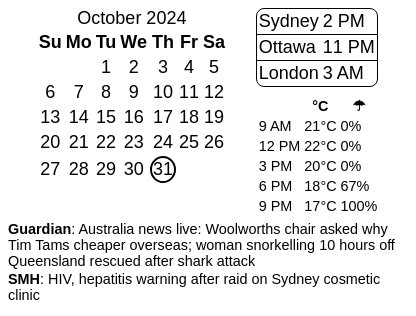 October 2024
Su Mo Tu We Th Fr Sa
1 2 3 4 5
6 7 8 9 10 11 12
13 14 15 16 17 18 19
20 21 22 23 24 25 26
27 28 29 30 31
Sydney 2 PM
Ottawa 11 PM
London 3 AM
°C ☂
9 AM 21°C 0%
12 PM 22°C 0%
3 PM 20°C 0%
6 PM 18°C 67%
9 PM 17°C 100%
Guardian: Australia news live: Woolworths chair asked why
Tim Tams cheaper overseas; woman snorkelling 10 hours off
Queensland rescued after shark attack
SMH: HIV, hepatitis warning after raid on Sydney cosmetic
clinic